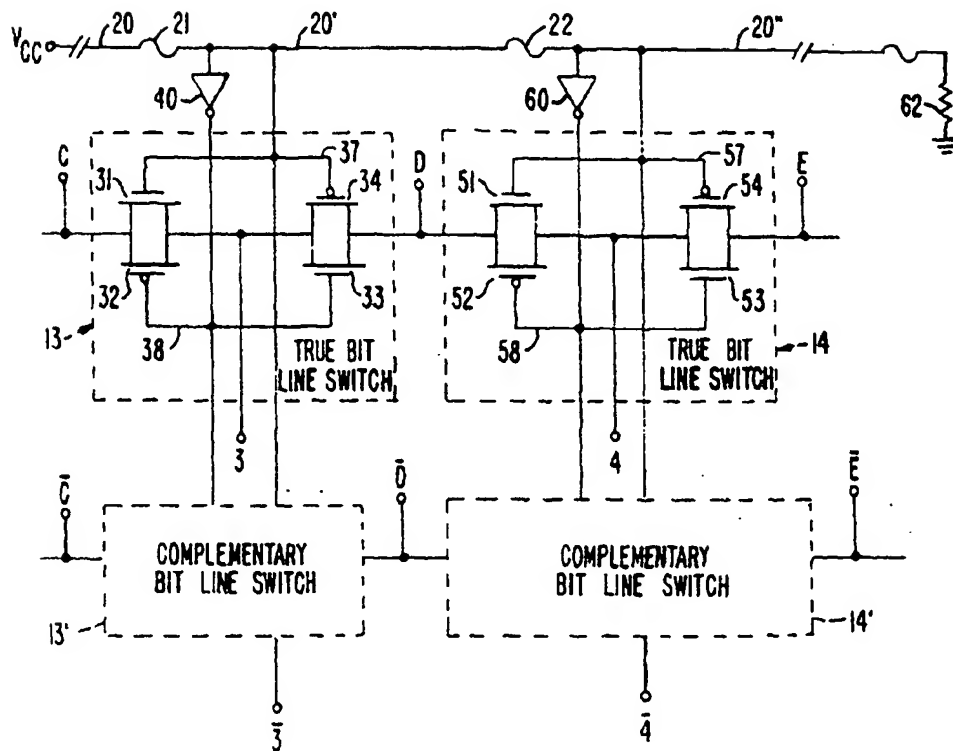 VCC 20 21 20' 22 20"
40 60 62
C 31 37 34 D 51 57 54 E
32 33 52 53
13 38 TRUE BIT LINE SWITCH 58 TRUE BIT LINE SWITCH 14
3 4
C̄ D̄ Ē
COMPLEMENTARY
BIT LINE SWITCH
COMPLEMENTARY
BIT LINE SWITCH
13' 14'
3̄ 4̄